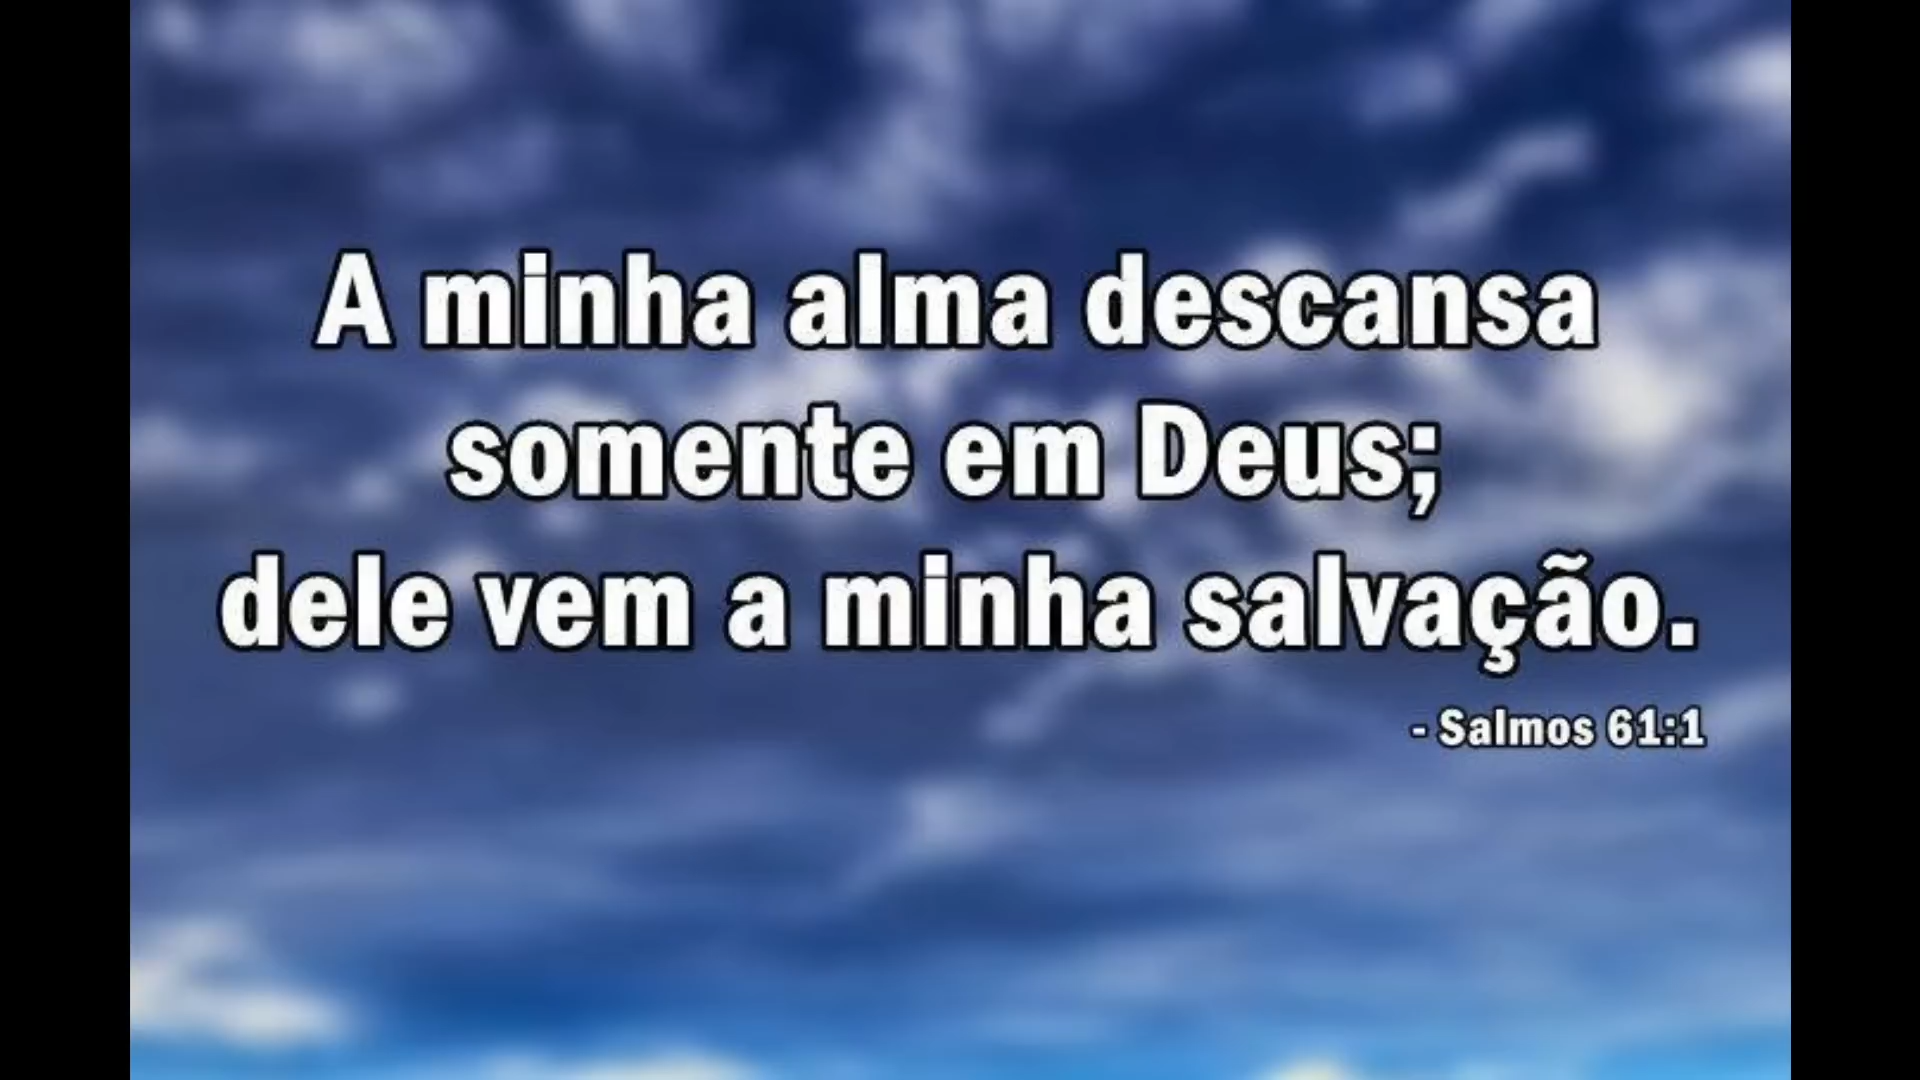 A minha alma descansa
somente em Deus;
dele vem a minha salvação.
- Salmos 61:1